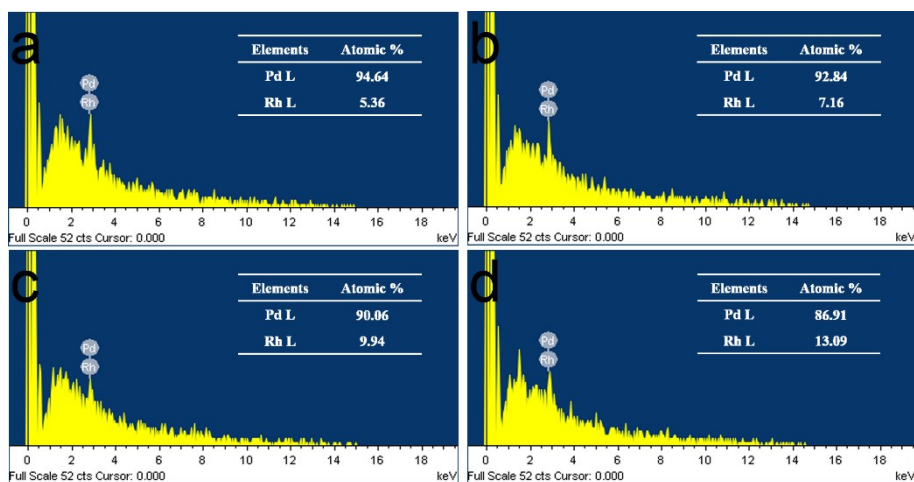 a
Elements Atomic %
Pd L 94.64
Rh L 5.36
Pd
Rh
0 2 4 6 8 10 12 14 16 18
Full Scale 52 cts Cursor: 0.000 keV
b
Elements Atomic %
Pd L 92.84
Rh L 7.16
Pd
Rh
0 2 4 6 8 10 12 14 16 18
Full Scale 52 cts Cursor: 0.000 keV
c
Elements Atomic %
Pd L 90.06
Rh L 9.94
Pd
Rh
0 2 4 6 8 10 12 14 16 18
Full Scale 52 cts Cursor: 0.000 keV
d
Elements Atomic %
Pd L 86.91
Rh L 13.09
Pd
Rh
0 2 4 6 8 10 12 14 16 18
Full Scale 52 cts Cursor: 0.000 keV